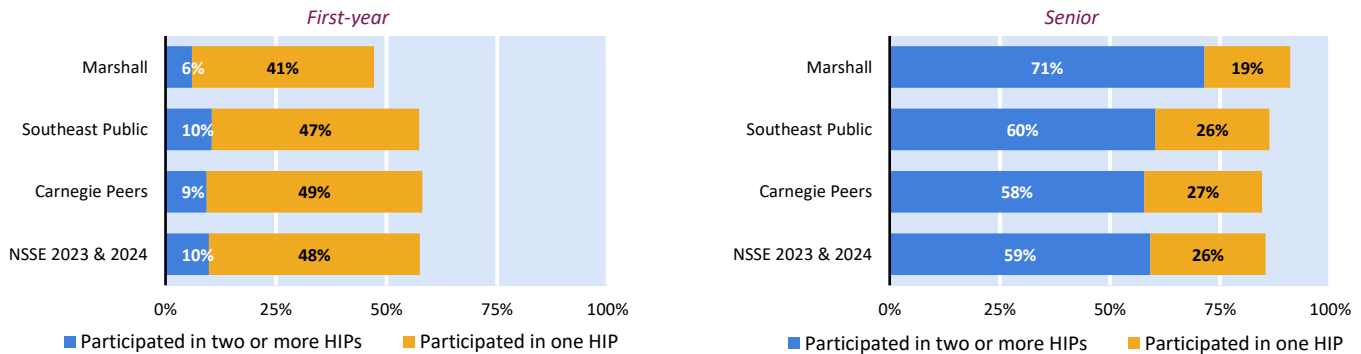 First-year
Marshall 6% 41%
Southeast Public 10% 47%
Carnegie Peers 9% 49%
NSSE 2023 & 2024 10% 48%
0% 25% 50% 75% 100%
Participated in two or more HIPs Participated in one HIP
Senior
Marshall 71% 19%
Southeast Public 60% 26%
Carnegie Peers 58% 27%
NSSE 2023 & 2024 59% 26%
0% 25% 50% 75% 100%
Participated in two or more HIPs Participated in one HIP